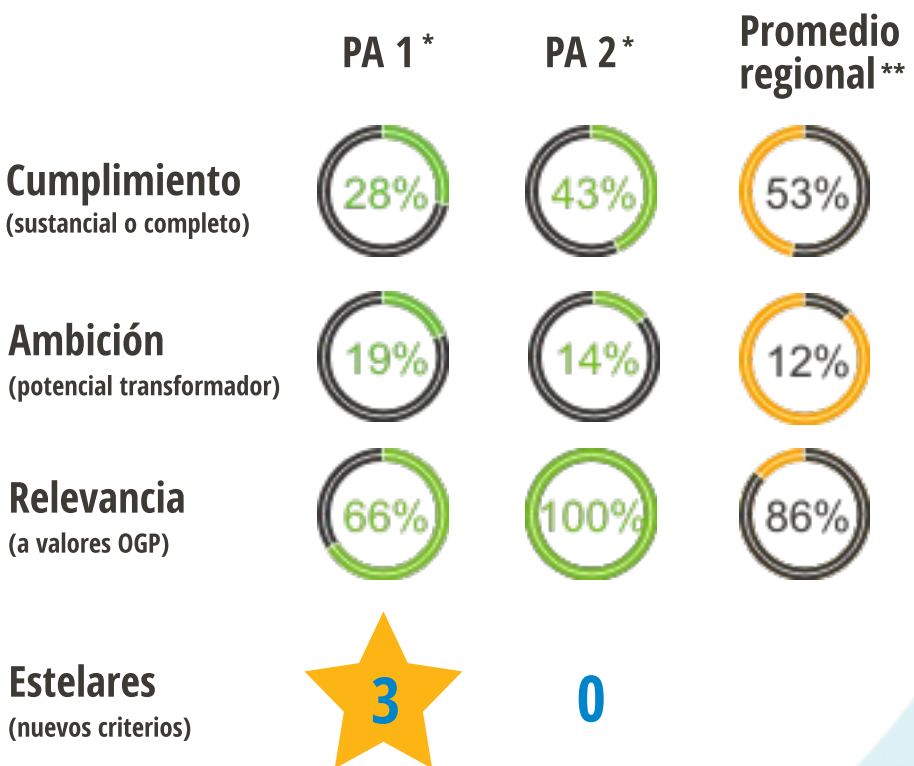 PA 1 *
PA 2 *
Promedio
regional **
Cumplimiento
(sustancial o completo)
28%
43%
53%
Ambición
(potencial transformador)
19%
14%
12%
Relevancia
(a valores OGP)
66%
100%
86%
Estelares
(nuevos criterios)
3
0